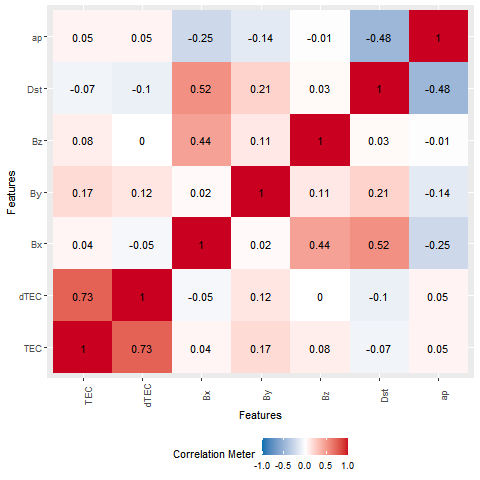 ap 0.05 0.05 -0.25 -0.14 -0.01 -0.48 1
Dst -0.07 -0.1 0.52 0.21 0.03 1 -0.48
Bz 0.08 0 0.44 0.11 1 0.03 -0.01
By 0.17 0.12 0.02 1 0.11 0.21 -0.14
Bx 0.04 -0.05 1 0.02 0.44 0.52 -0.25
dTEC 0.73 1 -0.05 0.12 0 -0.1 0.05
TEC 1 0.73 0.04 0.17 0.08 -0.07 0.05
Features
TEC dTEC Bx By Bz Dst ap
Features
Correlation Meter
-1.0 -0.5 0.0 0.5 1.0